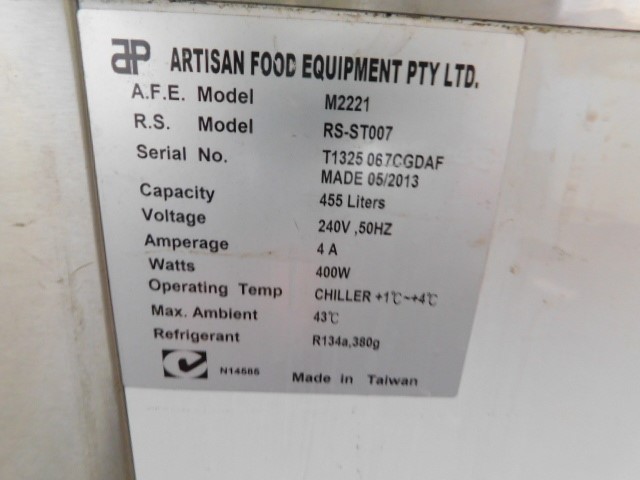 AP ARTISAN FOOD EQUIPMENT PTY LTD.
A.F.E. Model M2221
R.S. Model RS-ST007
Serial No. T1325 067CGDAF
MADE 05/2013
Capacity 455 Liters
Voltage 240V ,50HZ
Amperage 4 A
Watts 400W
Operating Temp CHILLER +1℃~+4℃
Max. Ambient 43℃
Refrigerant R134a,380g
N14585 Made in Taiwan